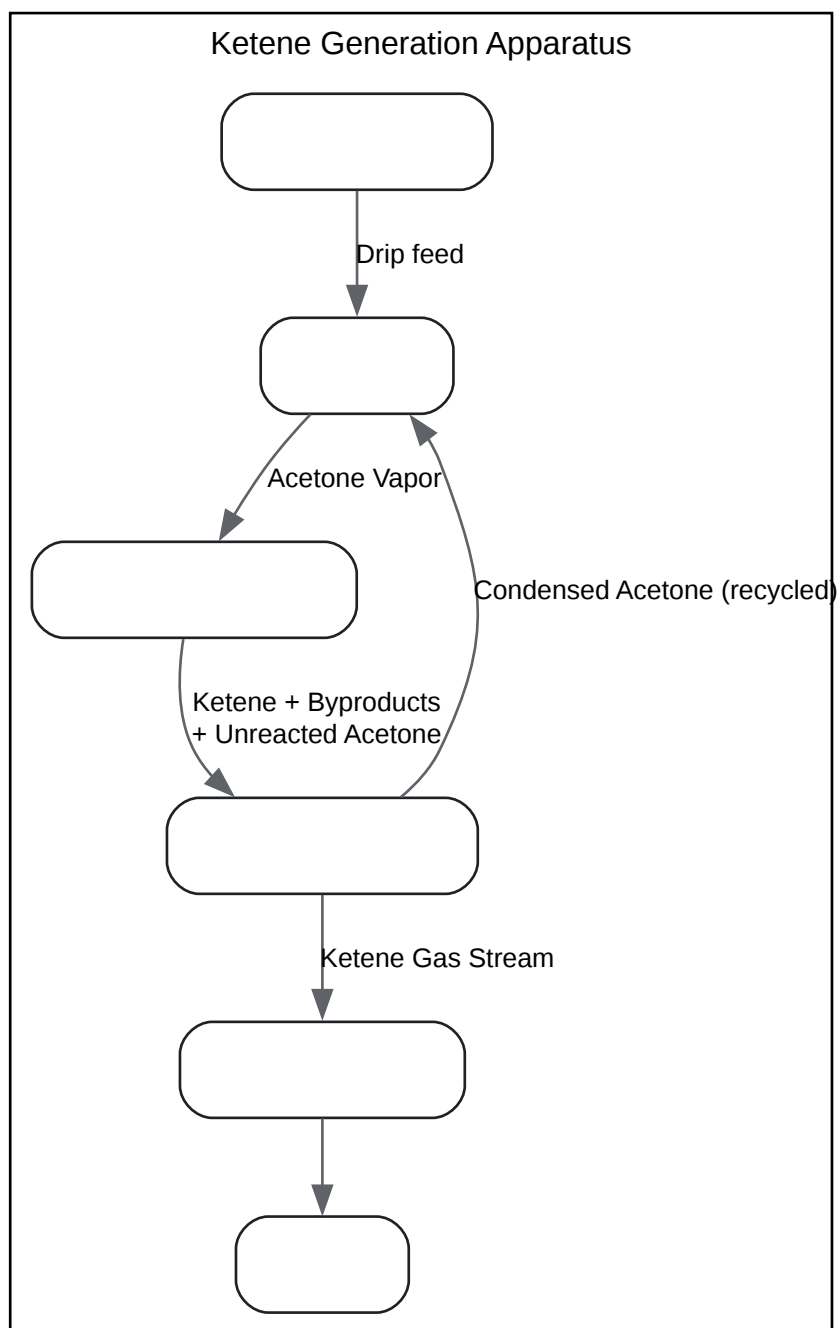 Ketene Generation Apparatus
Drip feed
Acetone Vapor
Condensed Acetone (recycled)
Ketene + Byproducts
+ Unreacted Acetone
Ketene Gas Stream